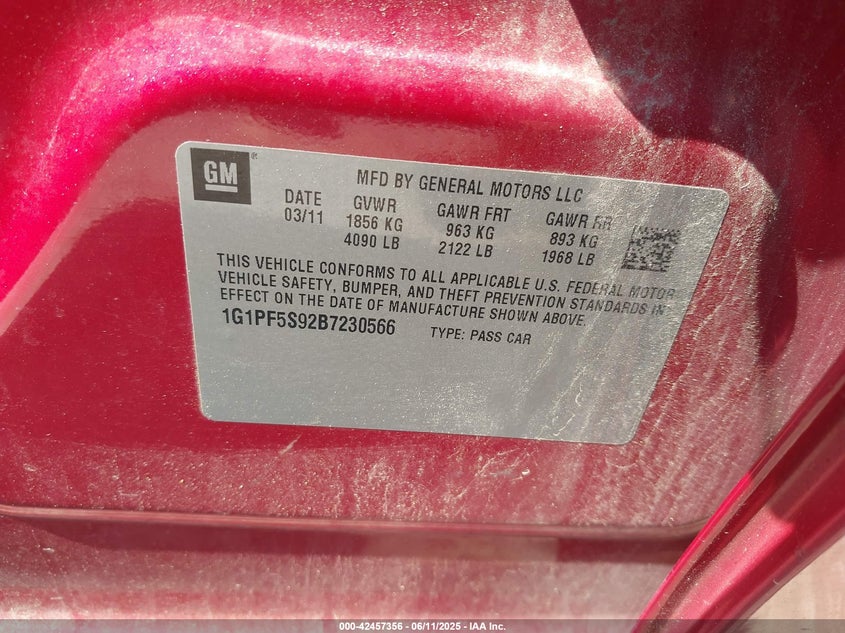 GM®
MFD BY GENERAL MOTORS LLC
DATE GVWR GAWR FRT GAWR RR
03/11 1856 KG 963 KG 893 KG
4090 LB 2122 LB 1968 LB
THIS VEHICLE CONFORMS TO ALL APPLICABLE U.S. FEDERAL MOTOR
VEHICLE SAFETY, BUMPER, AND THEFT PREVENTION STANDARDS IN
EFFECT ON THE DATE OF MANUFACTURE SHOWN ABOVE.
1G1PF5S92B7230566 TYPE: PASS CAR
000-42457356 - 06/11/2025 - IAA Inc.